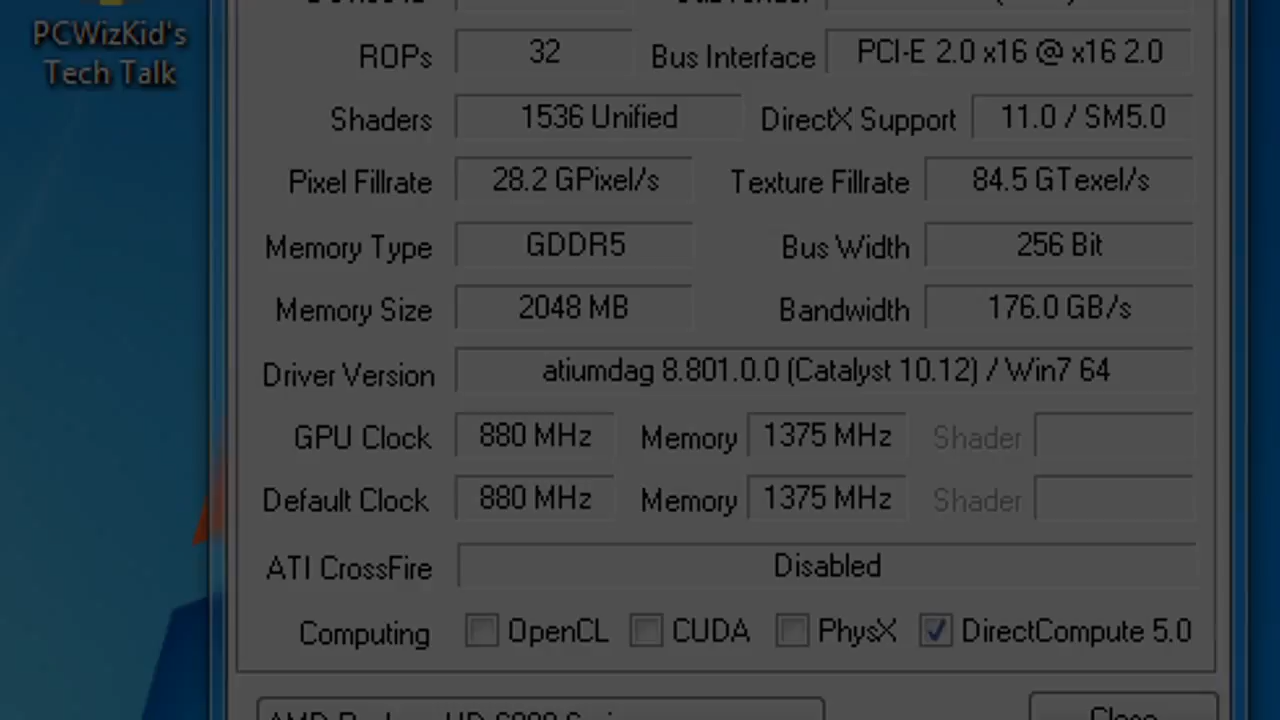 PCWizKid's
Tech Talk
ROPs 32 Bus Interface PCI-E 2.0 x16 @ x16 2.0
Shaders 1536 Unified DirectX Support 11.0 / SM5.0
Pixel Fillrate 28.2 GPixel/s Texture Fillrate 84.5 GTexel/s
Memory Type GDDR5 Bus Width 256 Bit
Memory Size 2048 MB Bandwidth 176.0 GB/s
Driver Version atiumdag 8.801.0.0 (Catalyst 10.12) / Win7 64
GPU Clock 880 MHz Memory 1375 MHz Shader
Default Clock 880 MHz Memory 1375 MHz Shader
ATI CrossFire Disabled
Computing OpenCL CUDA PhysX DirectCompute 5.0
Close